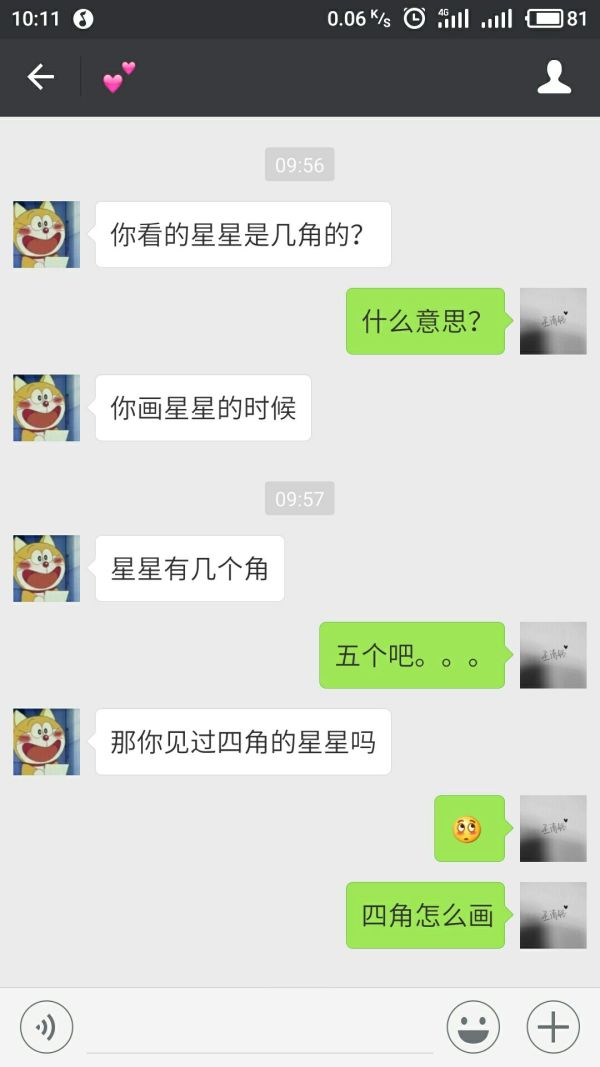 10:11 0.06 K/s 4G 81
09:56
你看的星星是几角的？
什么意思？
你画星星的时候
09:57
星星有几个角
五个吧。。。
那你见过四角的星星吗
四角怎么画